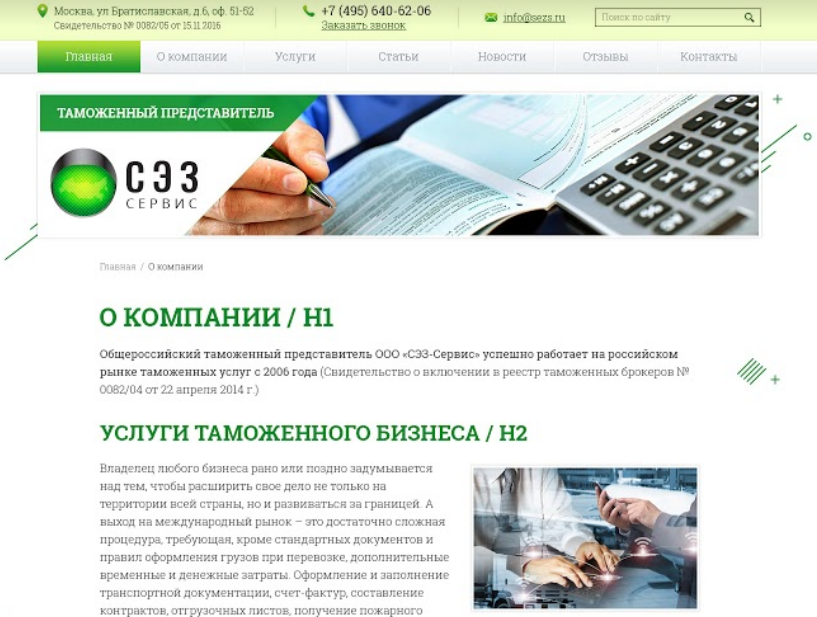 Москва, ул Братиславская, д.6, оф. 51-52
Свидетельство № 0082/05 от 15.11.2016
+7 (495) 640-62-06
Заказать звонок
info@sezs.ru
Поиск по сайту
Главная
О компании
Услуги
Статьи
Новости
Отзывы
Контакты
ТАМОЖЕННЫЙ ПРЕДСТАВИТЕЛЬ
СЭЗ
СЕРВИС
Главная / О компании
О КОМПАНИИ / H1
Общероссийский таможенный представитель ООО «СЭЗ-Сервис» успешно работает на российском
рынке таможенных услуг с 2006 года (Свидетельство о включении в реестр таможенных брокеров №
0082/04 от 22 апреля 2014 г.)
УСЛУГИ ТАМОЖЕННОГО БИЗНЕСА / H2
Владелец любого бизнеса рано или поздно задумывается
над тем, чтобы расширить свое дело не только на
территории всей страны, но и развиваться за границей. А
выход на международный рынок – это достаточно сложная
процедура, требующая, кроме стандартных документов и
правил оформления грузов при перевозке, дополнительные
временные и денежные затраты. Оформление и заполнение
транспортной документации, счет-фактур, составление
контрактов, отгрузочных листов, получение пожарного